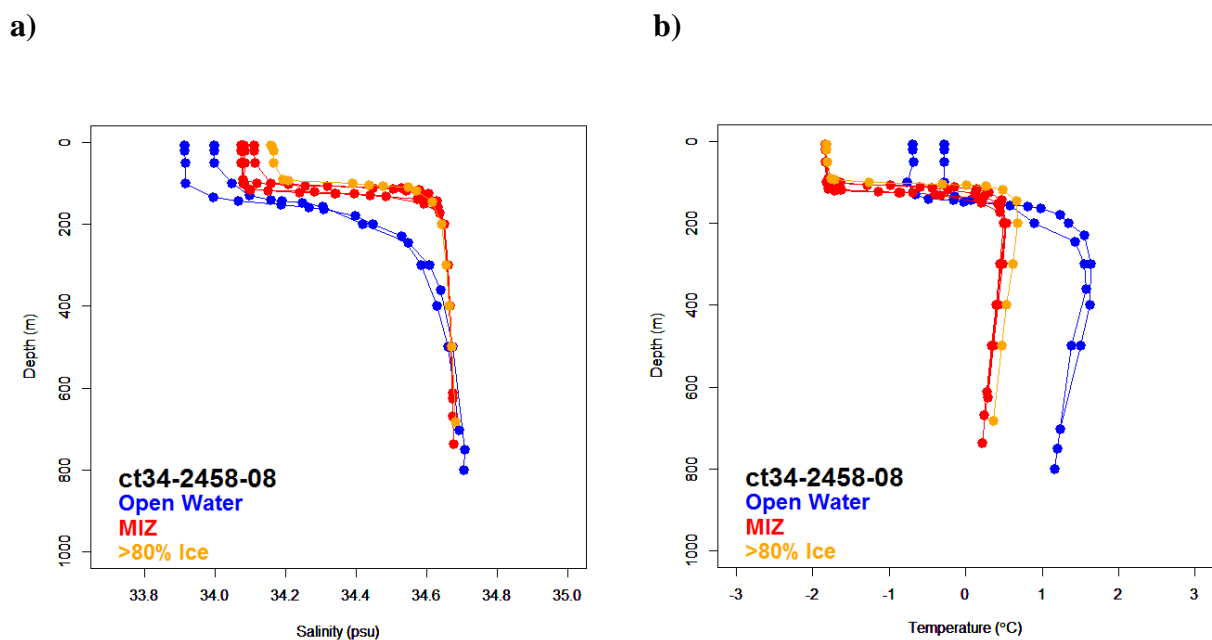 a)
b)
0
200
400
600
800
1000
Depth (m)
33.8 34.0 34.2 34.4 34.6 34.8 35.0
Salinity (psu)
ct34-2458-08
Open Water
MIZ
>80% Ice
0
200
400
600
800
1000
Depth (m)
-3 -2 -1 0 1 2 3
Temperature (°C)
ct34-2458-08
Open Water
MIZ
>80% Ice